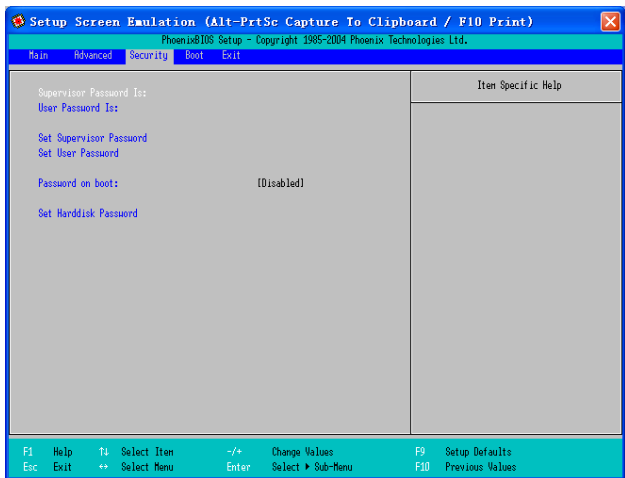 Setup Screen Emulation (Alt-PrtSc Capture To Clipboard / F10 Print)
PhoenixBIOS Setup - Copyright 1985-2004 Phoenix Technologies Ltd.
Main Advanced Security Boot Exit
Item Specific Help
Supervisor Password Is:
User Password Is:
Set Supervisor Password
Set User Password
Password on boot: [Disabled]
Set Harddisk Password
F1 Help ↑↓ Select Item -/+ Change Values F9 Setup Defaults
Esc Exit ↔ Select Menu Enter Select ▶ Sub-Menu F10 Previous Values